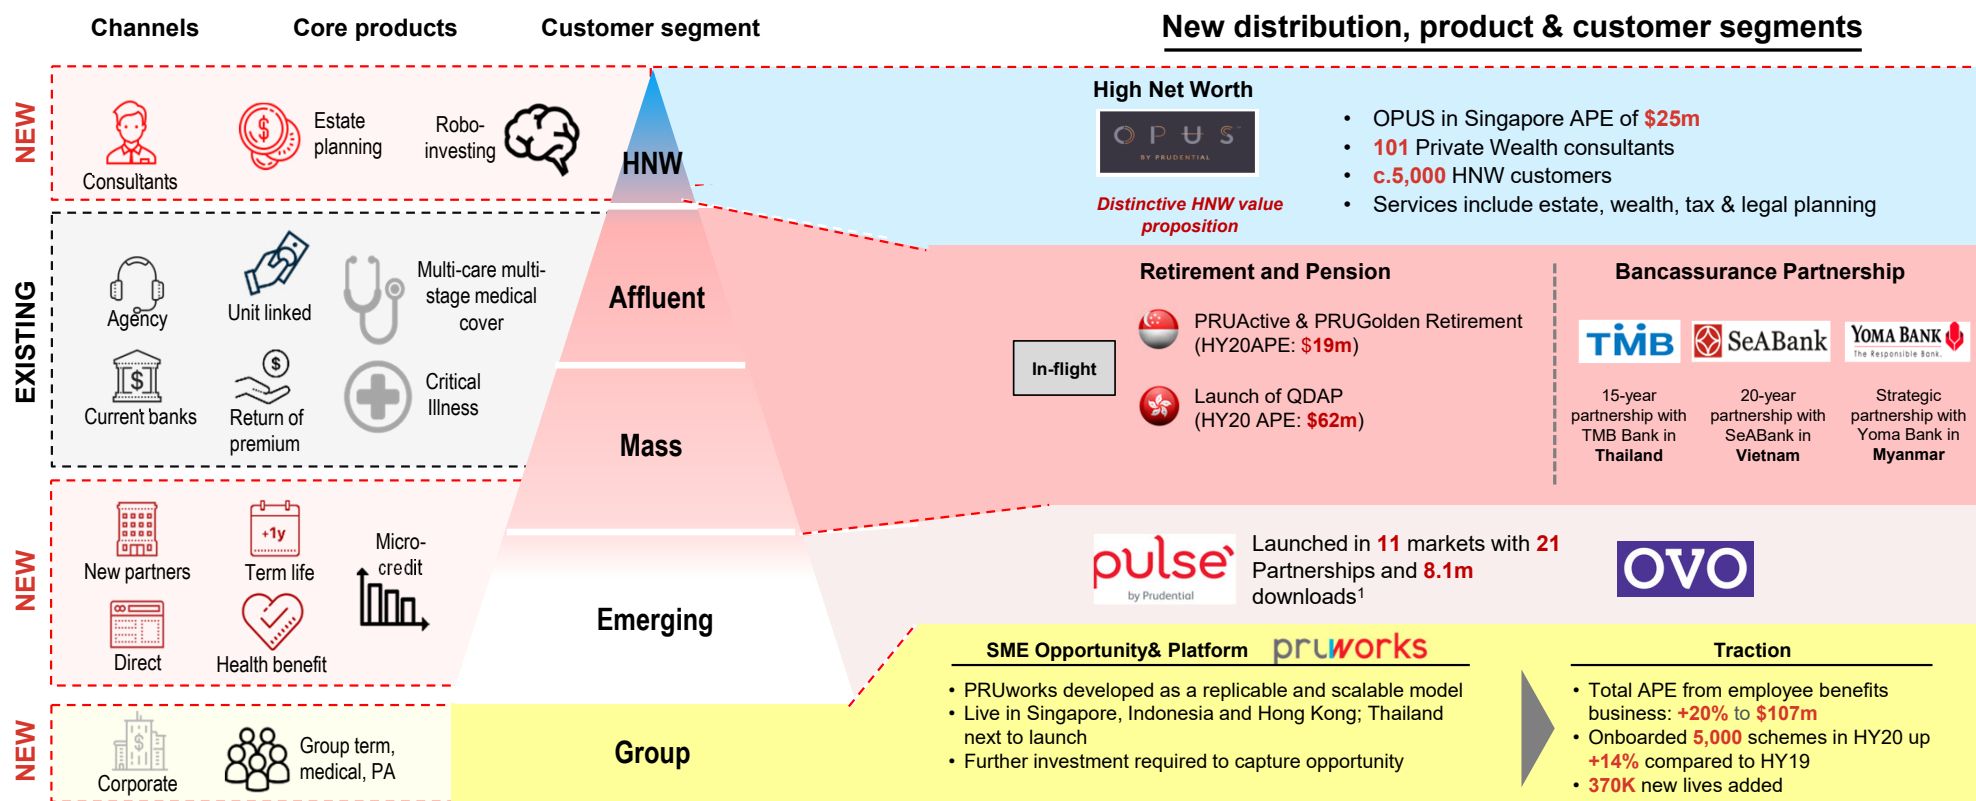 Channels
Core products
Customer segment
New distribution, product & customer segments
NEW
Consultants
Estate
planning
Robo-
investing
HNW
High Net Worth
OPUS
BY PRUDENTIAL
Distinctive HNW value
proposition
• OPUS in Singapore APE of $25m
• 101 Private Wealth consultants
• c.5,000 HNW customers
• Services include estate, wealth, tax & legal planning
EXISTING
Agency
Unit linked
Multi-care multi-
stage medical
cover
Current banks
Return of
premium
Critical
Illness
Affluent
Mass
In-flight
Retirement and Pension
PRUActive & PRUGolden Retirement
(HY20APE: $19m)
Launch of QDAP
(HY20 APE: $62m)
Bancassurance Partnership
TMB
SeABank
YOMA BANK
The Responsible Bank.
15-year
partnership with
TMB Bank in
Thailand
20-year
partnership with
SeABank in
Vietnam
Strategic
partnership with
Yoma Bank in
Myanmar
NEW
New partners
+1y
Term life
Micro-
credit
Direct
Health benefit
Emerging
pulse
by Prudential
Launched in 11 markets with 21
Partnerships and 8.1m
downloads1
OVO
NEW
Corporate
Group term,
medical, PA
Group
SME Opportunity& Platform
pruworks
• PRUworks developed as a replicable and scalable model
• Live in Singapore, Indonesia and Hong Kong; Thailand
next to launch
• Further investment required to capture opportunity
Traction
• Total APE from employee benefits
business: +20% to $107m
• Onboarded 5,000 schemes in HY20 up
+14% compared to HY19
• 370K new lives added